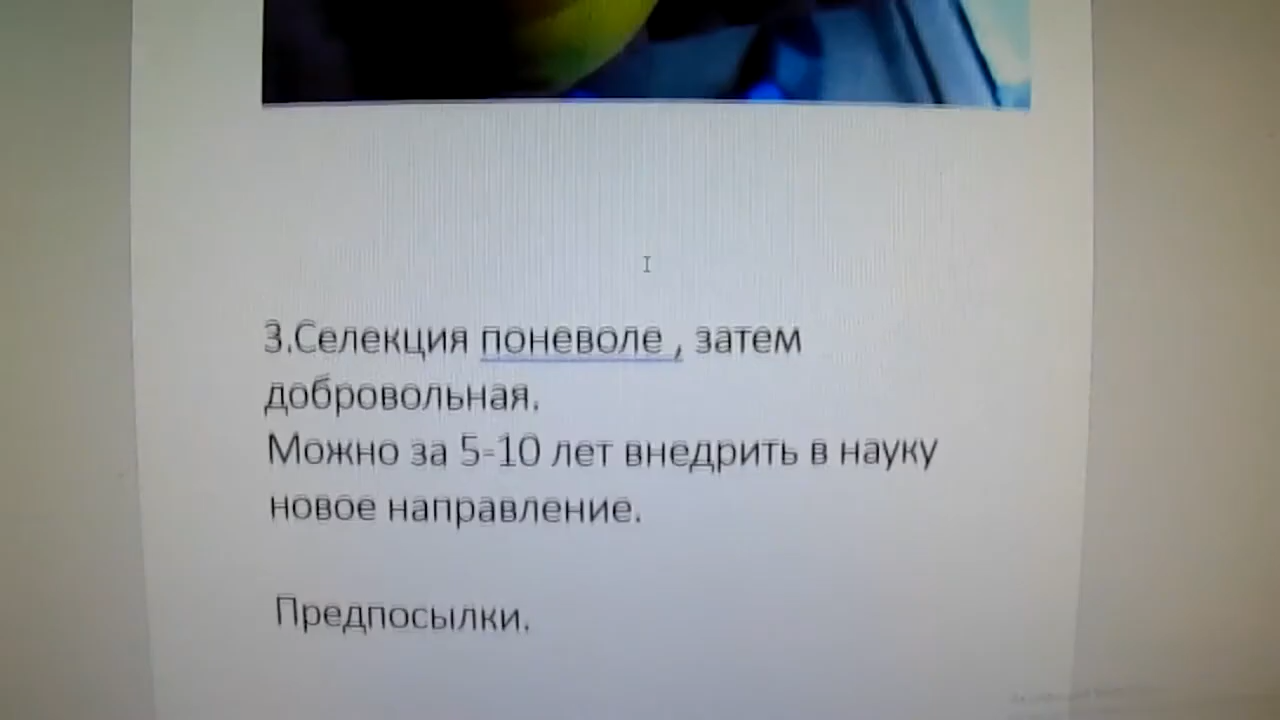 3.Селекция поневоле , затем
добровольная.
Можно за 5-10 лет внедрить в науку
новое направление.
Предпосылки.